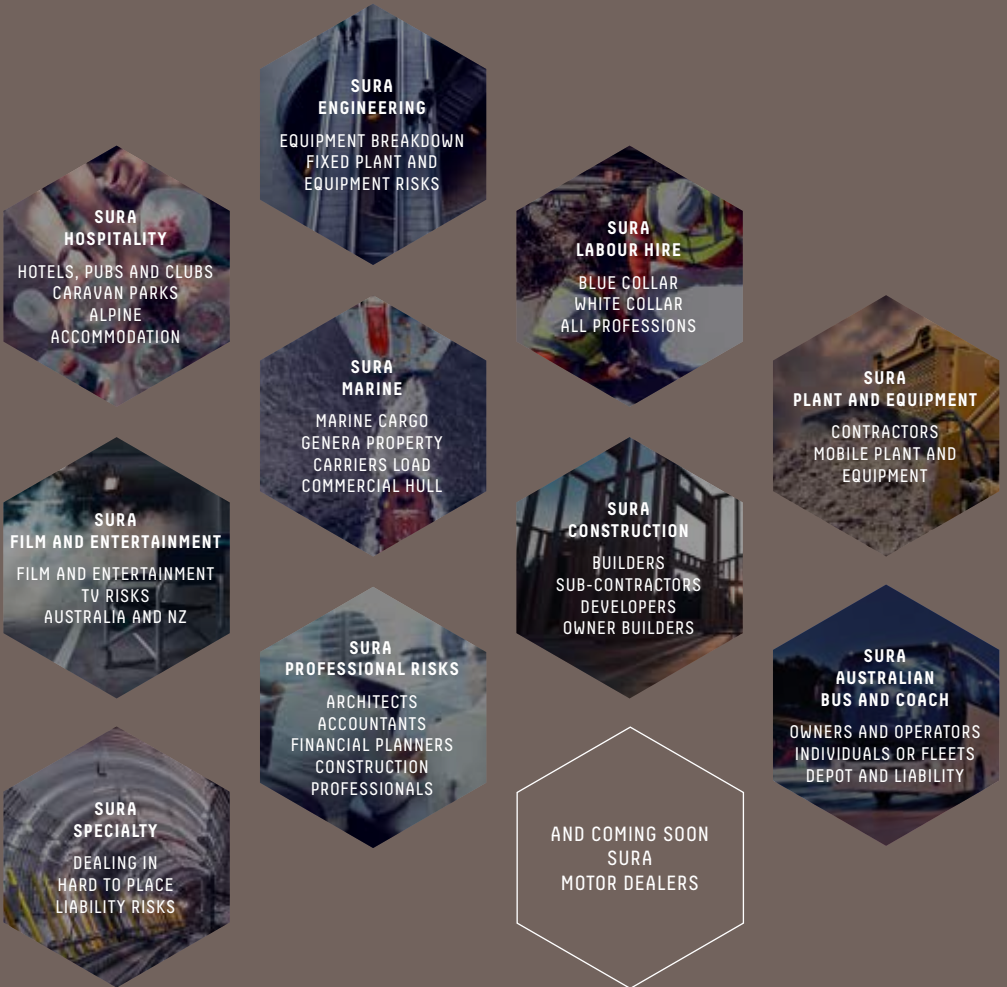 SURA
ENGINEERING
EQUIPMENT BREAKDOWN
FIXED PLANT AND
EQUIPMENT RISKS
SURA
HOSPITALITY
HOTELS, PUBS AND CLUBS
CARAVAN PARKS
ALPINE
ACCOMMODATION
SURA
LABOUR HIRE
BLUE COLLAR
WHITE COLLAR
ALL PROFESSIONS
SURA
MARINE
MARINE CARGO
GENERA PROPERTY
CARRIERS LOAD
COMMERCIAL HULL
SURA
PLANT AND EQUIPMENT
CONTRACTORS
MOBILE PLANT AND
EQUIPMENT
SURA
FILM AND ENTERTAINMENT
FILM AND ENTERTAINMENT
TV RISKS
AUSTRALIA AND NZ
SURA
CONSTRUCTION
BUILDERS
SUB-CONTRACTORS
DEVELOPERS
OWNER BUILDERS
SURA
PROFESSIONAL RISKS
ARCHITECTS
ACCOUNTANTS
FINANCIAL PLANNERS
CONSTRUCTION
PROFESSIONALS
SURA
AUSTRALIAN
BUS AND COACH
OWNERS AND OPERATORS
INDIVIDUALS OR FLEETS
DEPOT AND LIABILITY
SURA
SPECIALTY
DEALING IN
HARD TO PLACE
LIABILITY RISKS
AND COMING SOON
SURA
MOTOR DEALERS